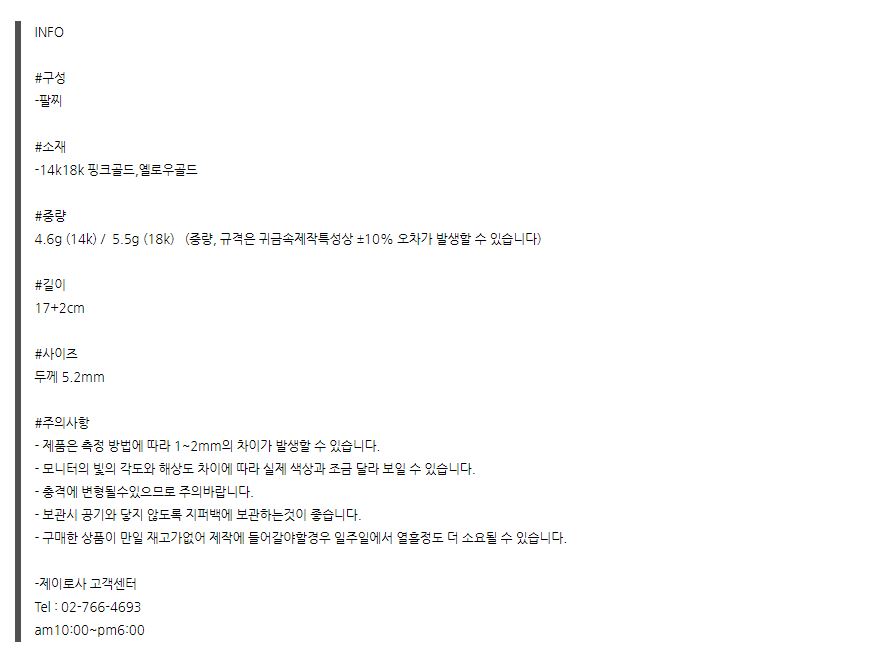 INFO
#구성
-팔찌
#소재
-14k18k 핑크골드,옐로우골드
#중량
4.6g (14k) / 5.5g (18k) (중량, 규격은 귀금속제작특성상 ±10% 오차가 발생할 수 있습니다)
#길이
17+2cm
#사이즈
두께 5.2mm
#주의사항
- 제품은 측정 방법에 따라 1~2mm의 차이가 발생할 수 있습니다.
- 모니터의 빛의 각도와 해상도 차이에 따라 실제 색상과 조금 달라 보일 수 있습니다.
- 충격에 변형될수있으므로 주의바랍니다.
- 보관시 공기와 닿지 않도록 지퍼백에 보관하는것이 좋습니다.
- 구매한 상품이 만일 재고가없어 제작에 들어갈야할경우 일주일에서 열흘정도 더 소요될 수 있습니다.
-제이로사 고객센터
Tel : 02-766-4693
am10:00~pm6:00